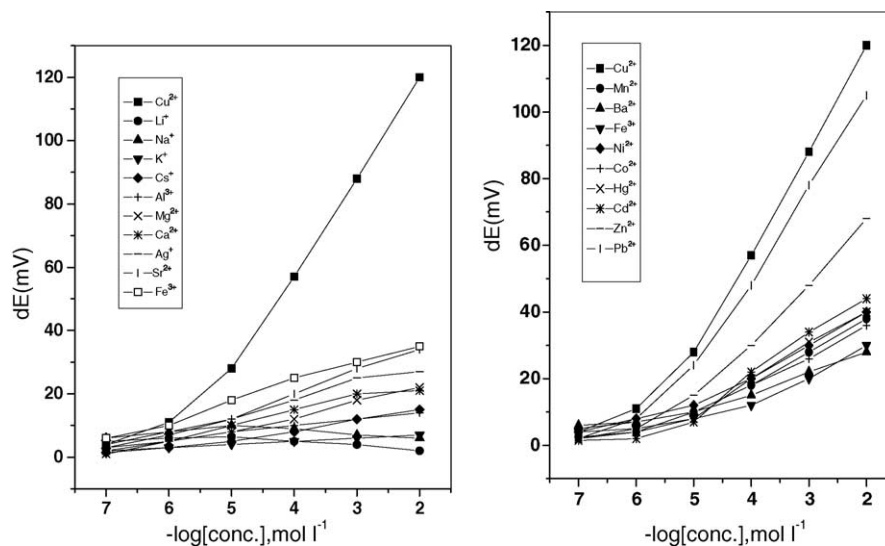 dE(mV)
120
100
80
60
40
20
0
Cu²⁺
Li⁺
Na⁺
K⁺
Cs⁺
Al³⁺
Mg²⁺
Ca²⁺
Ag⁺
Sr²⁺
Fe³⁺
7 6 5 4 3 2
-log[conc.],mol l⁻¹
dE(mV)
120
100
80
60
40
20
0
Cu²⁺
Mn²⁺
Ba²⁺
Fe³⁺
Ni²⁺
Co²⁺
Hg²⁺
Cd²⁺
Zn²⁺
Pb²⁺
7 6 5 4 3 2
-log[conc.],mol l⁻¹